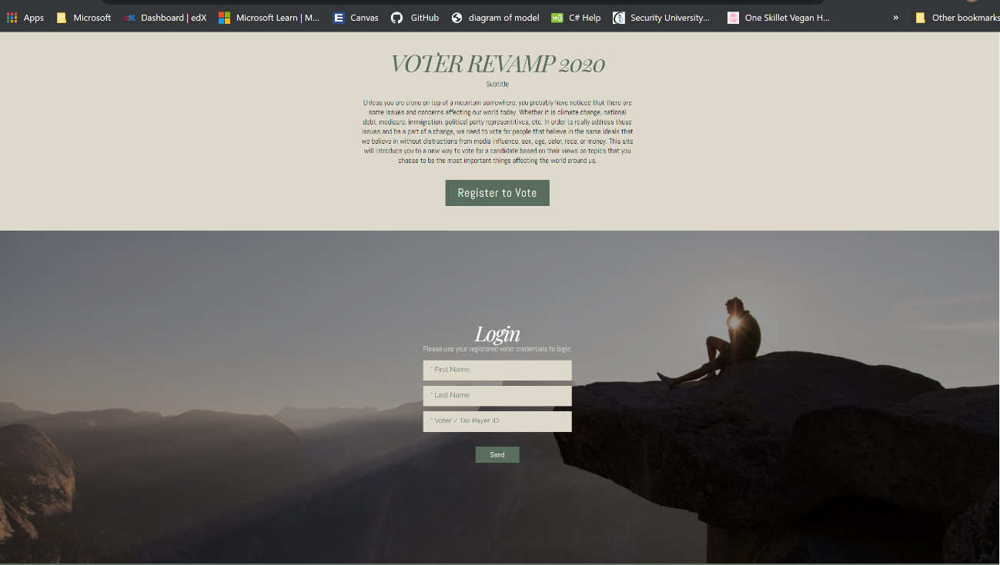 Apps Microsoft Dashboard | edX Microsoft Learn | M... Canvas GitHub diagram of model C# Help Security University... One Skillet Vegan H... » Other bookmarks
VOTER REVAMP 2020
Subtitle
Unless you are alone on top of a mountain somewhere, you probably have noticed that there are
some issues and concerns affecting our world today. Whether it is climate change, national
debt, medicare, immigration, political party representitives, etc. In order to really address those
issues and be a part of a change, we need to vote for people that believe in the same ideals that
we believe in without distractions from media influence, sex, age, color, race, or money. This site
will introduce you to a new way to vote for a candidate based on their views on topics that you
choose to be the most important things affecting the world around us.
Register to Vote
Login
Please use your registered voter credentials to login:
* First Name
* Last Name
* Voter / Tax Payer ID:
Send